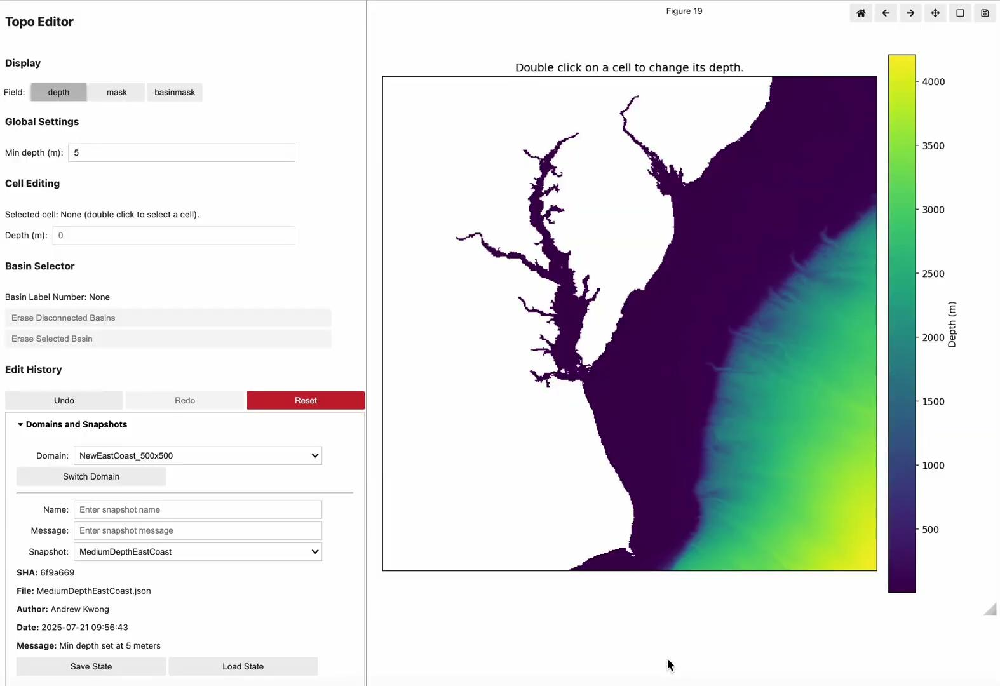 Topo Editor
Display
Field: depth mask basinmask
Global Settings
Min depth (m): 5
Cell Editing
Selected cell: None (double click to select a cell).
Depth (m): 0
Basin Selector
Basin Label Number: None
Erase Disconnected Basins
Erase Selected Basin
Edit History
Undo Redo Reset
Domains and Snapshots
Domain: NewEastCoast_500x500
Switch Domain
Name: Enter snapshot name
Message: Enter snapshot message
Snapshot: MediumDepthEastCoast
SHA: 6f9a669
File: MediumDepthEastCoast.json
Author: Andrew Kwong
Date: 2025-07-21 09:56:43
Message: Min depth set at 5 meters
Save State Load State
Figure 19
Double click on a cell to change its depth.
4000
3500
3000
2500
2000
1500
1000
500
Depth (m)